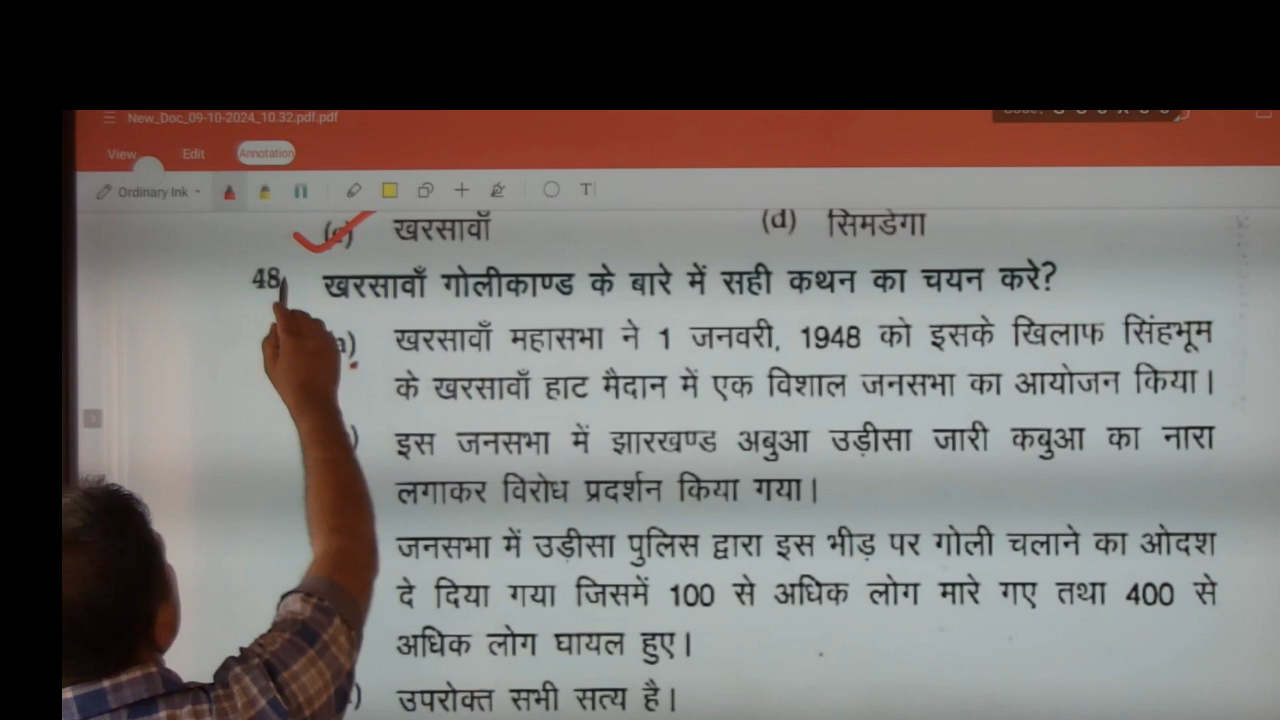 New_Doc_09-10-2024_10.32.pdf.pdf
View Edit Annotation
Ordinary Ink
(c) खरसावाँ (d) सिमडेगा
48. खरसावाँ गोलीकाण्ड के बारे में सही कथन का चयन करे?
खरसावाँ महासभा ने 1 जनवरी, 1948 को इसके खिलाफ सिंहभूम
के खरसावाँ हाट मैदान में एक विशाल जनसभा का आयोजन किया।
इस जनसभा में झारखण्ड अबुआ उड़ीसा जारी कबुआ का नारा
लगाकर विरोध प्रदर्शन किया गया।
जनसभा में उड़ीसा पुलिस द्वारा इस भीड़ पर गोली चलाने का ओदश
दे दिया गया जिसमें 100 से अधिक लोग मारे गए तथा 400 से
अधिक लोग घायल हुए।
उपरोक्त सभी सत्य है।